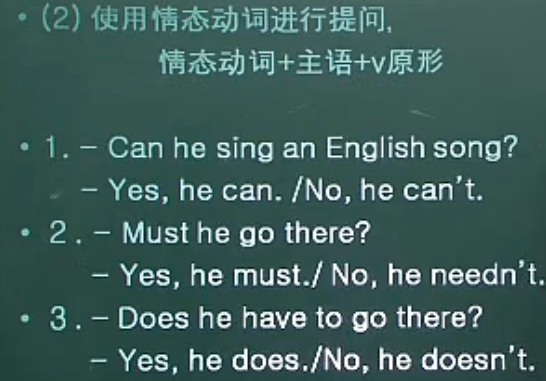 • (2) 使用情态动词进行提问,
情态动词+主语+v原形
• 1. – Can he sing an English song?
– Yes, he can. /No, he can't.
• 2. – Must he go there?
– Yes, he must./ No, he needn't.
• 3. – Does he have to go there?
– Yes, he does./No, he doesn't.